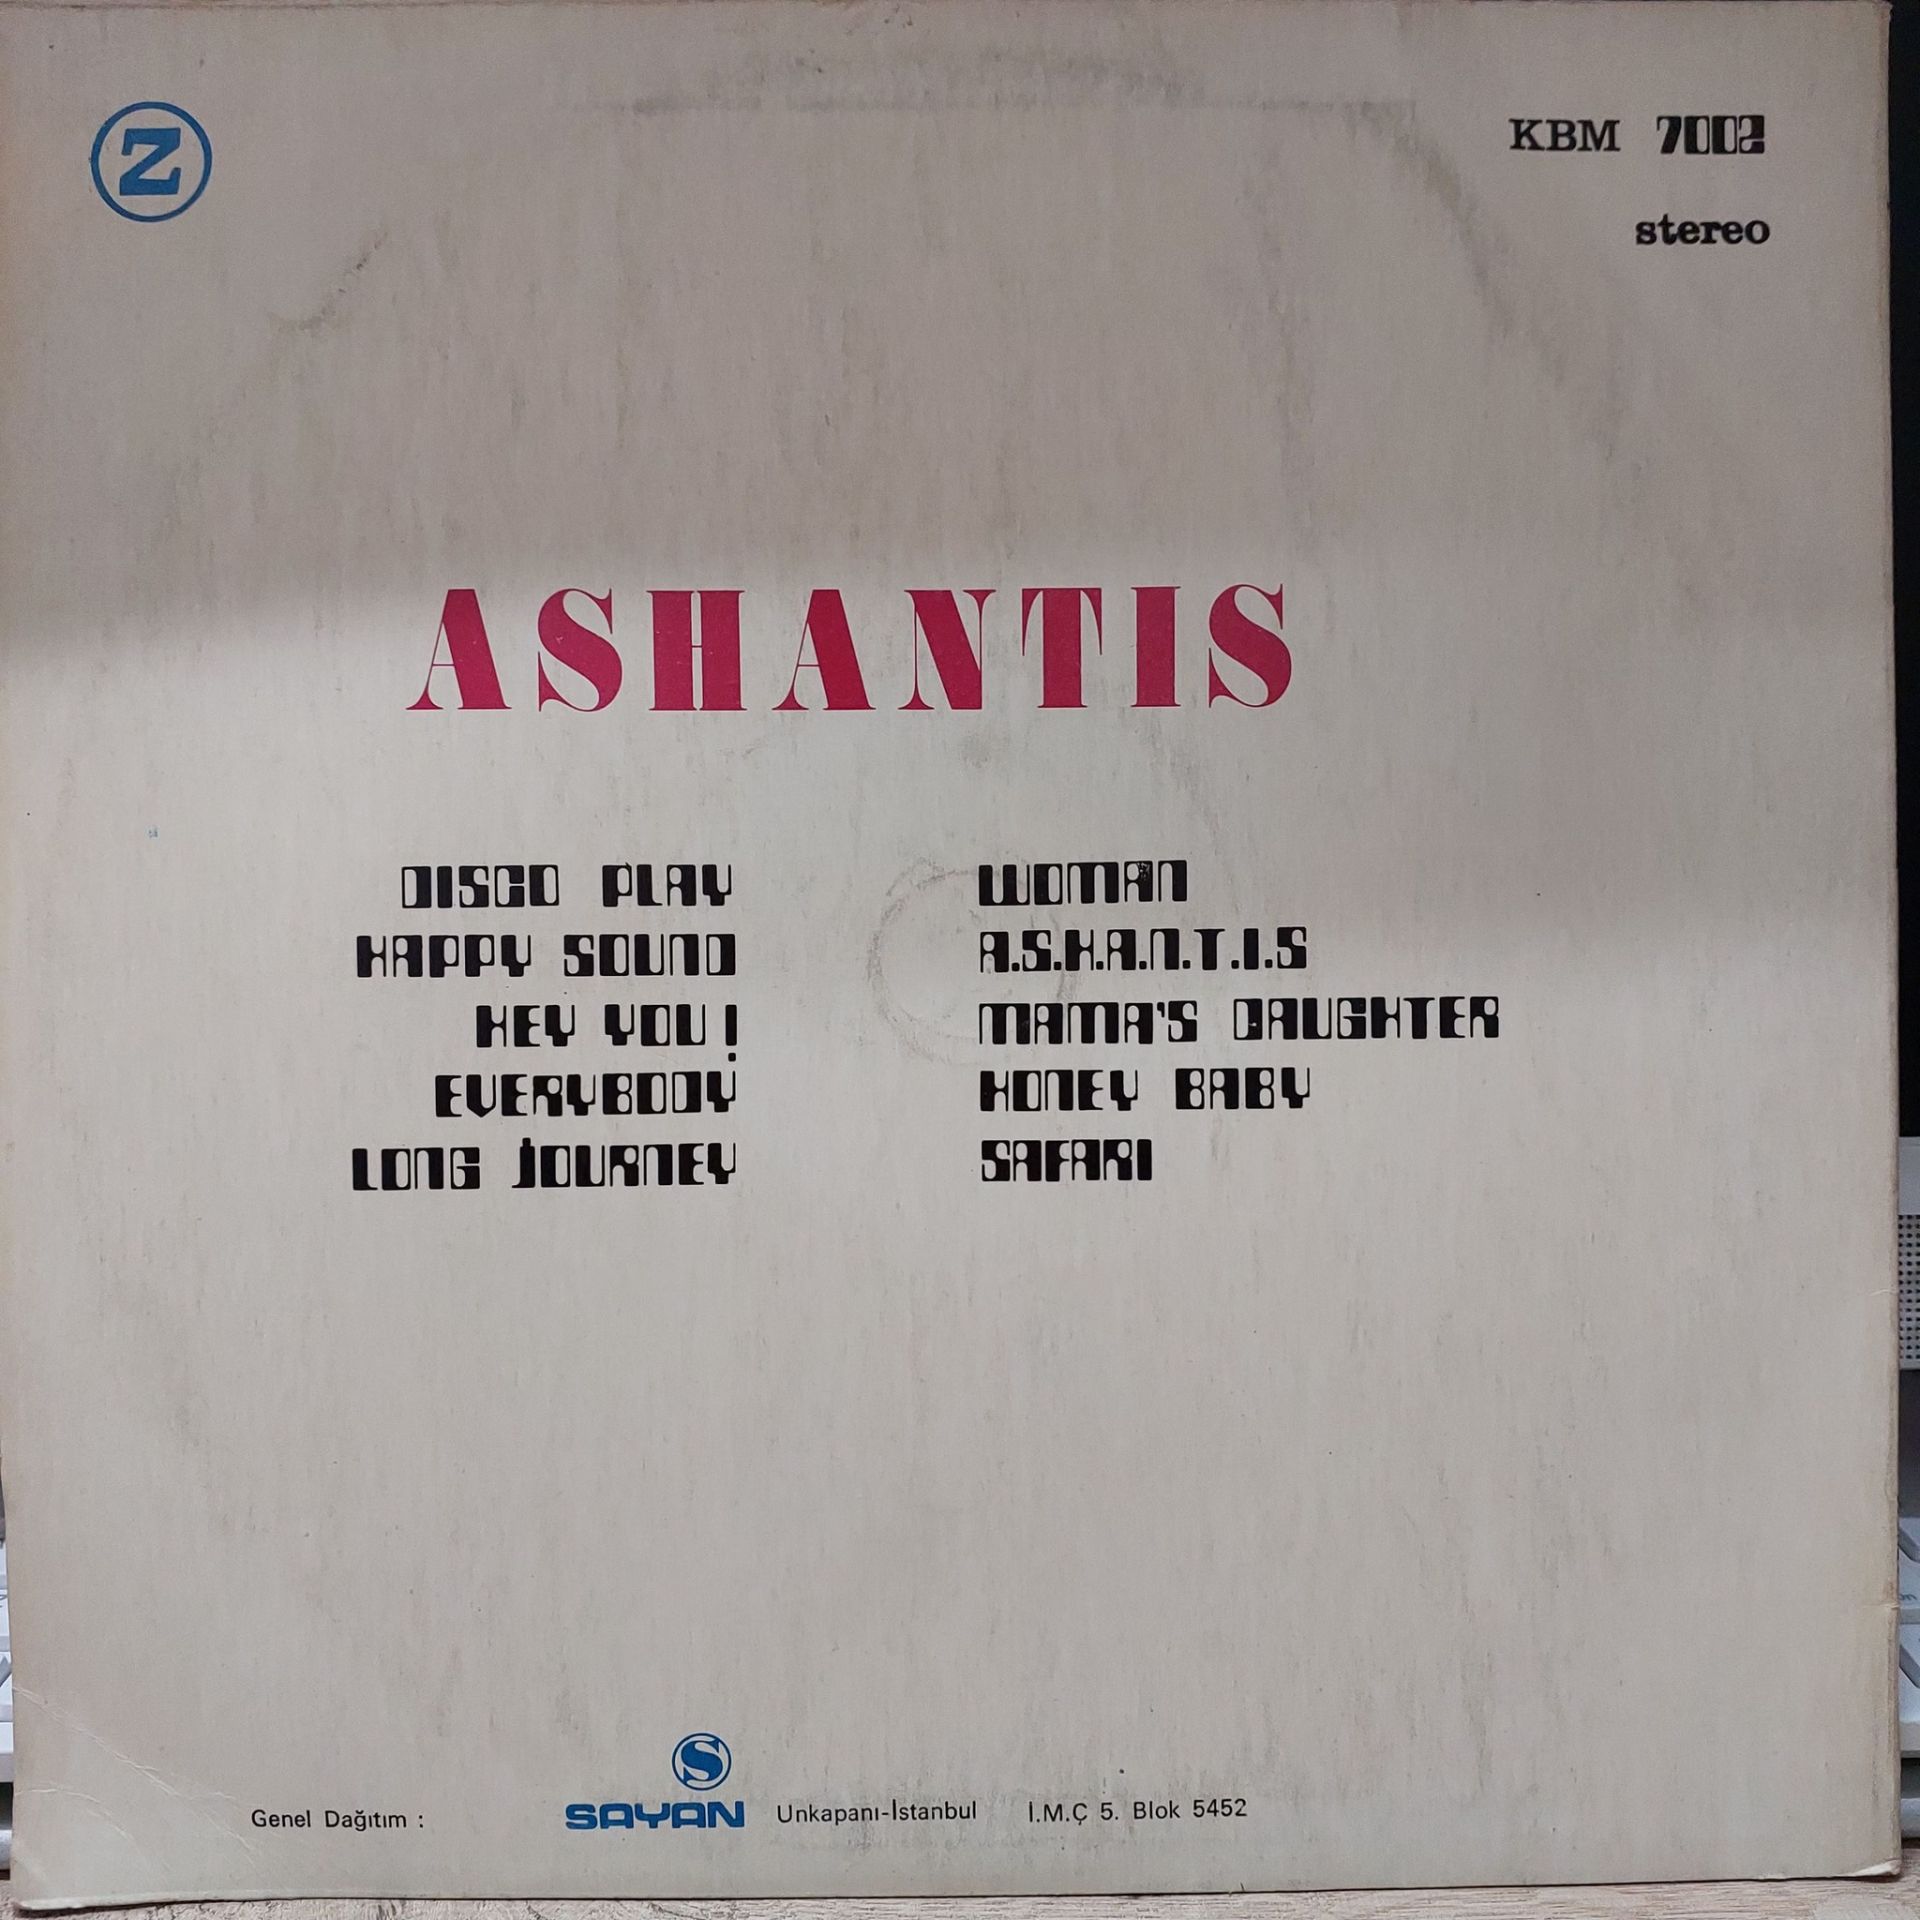 Z
KBM 7002
stereo
ASHANTIS
DISCO PLAY
HAPPY SOUND
HEY YOU!
EVERYBODY
LONG JOURNEY
WOMAN
A.S.H.A.N.T.I.S
MAMA'S DAUGHTER
HONEY BABY
SAFARI
S
Genel Dağıtım : SAYAN Unkapanı-İstanbul İ.M.Ç 5. Blok 5452